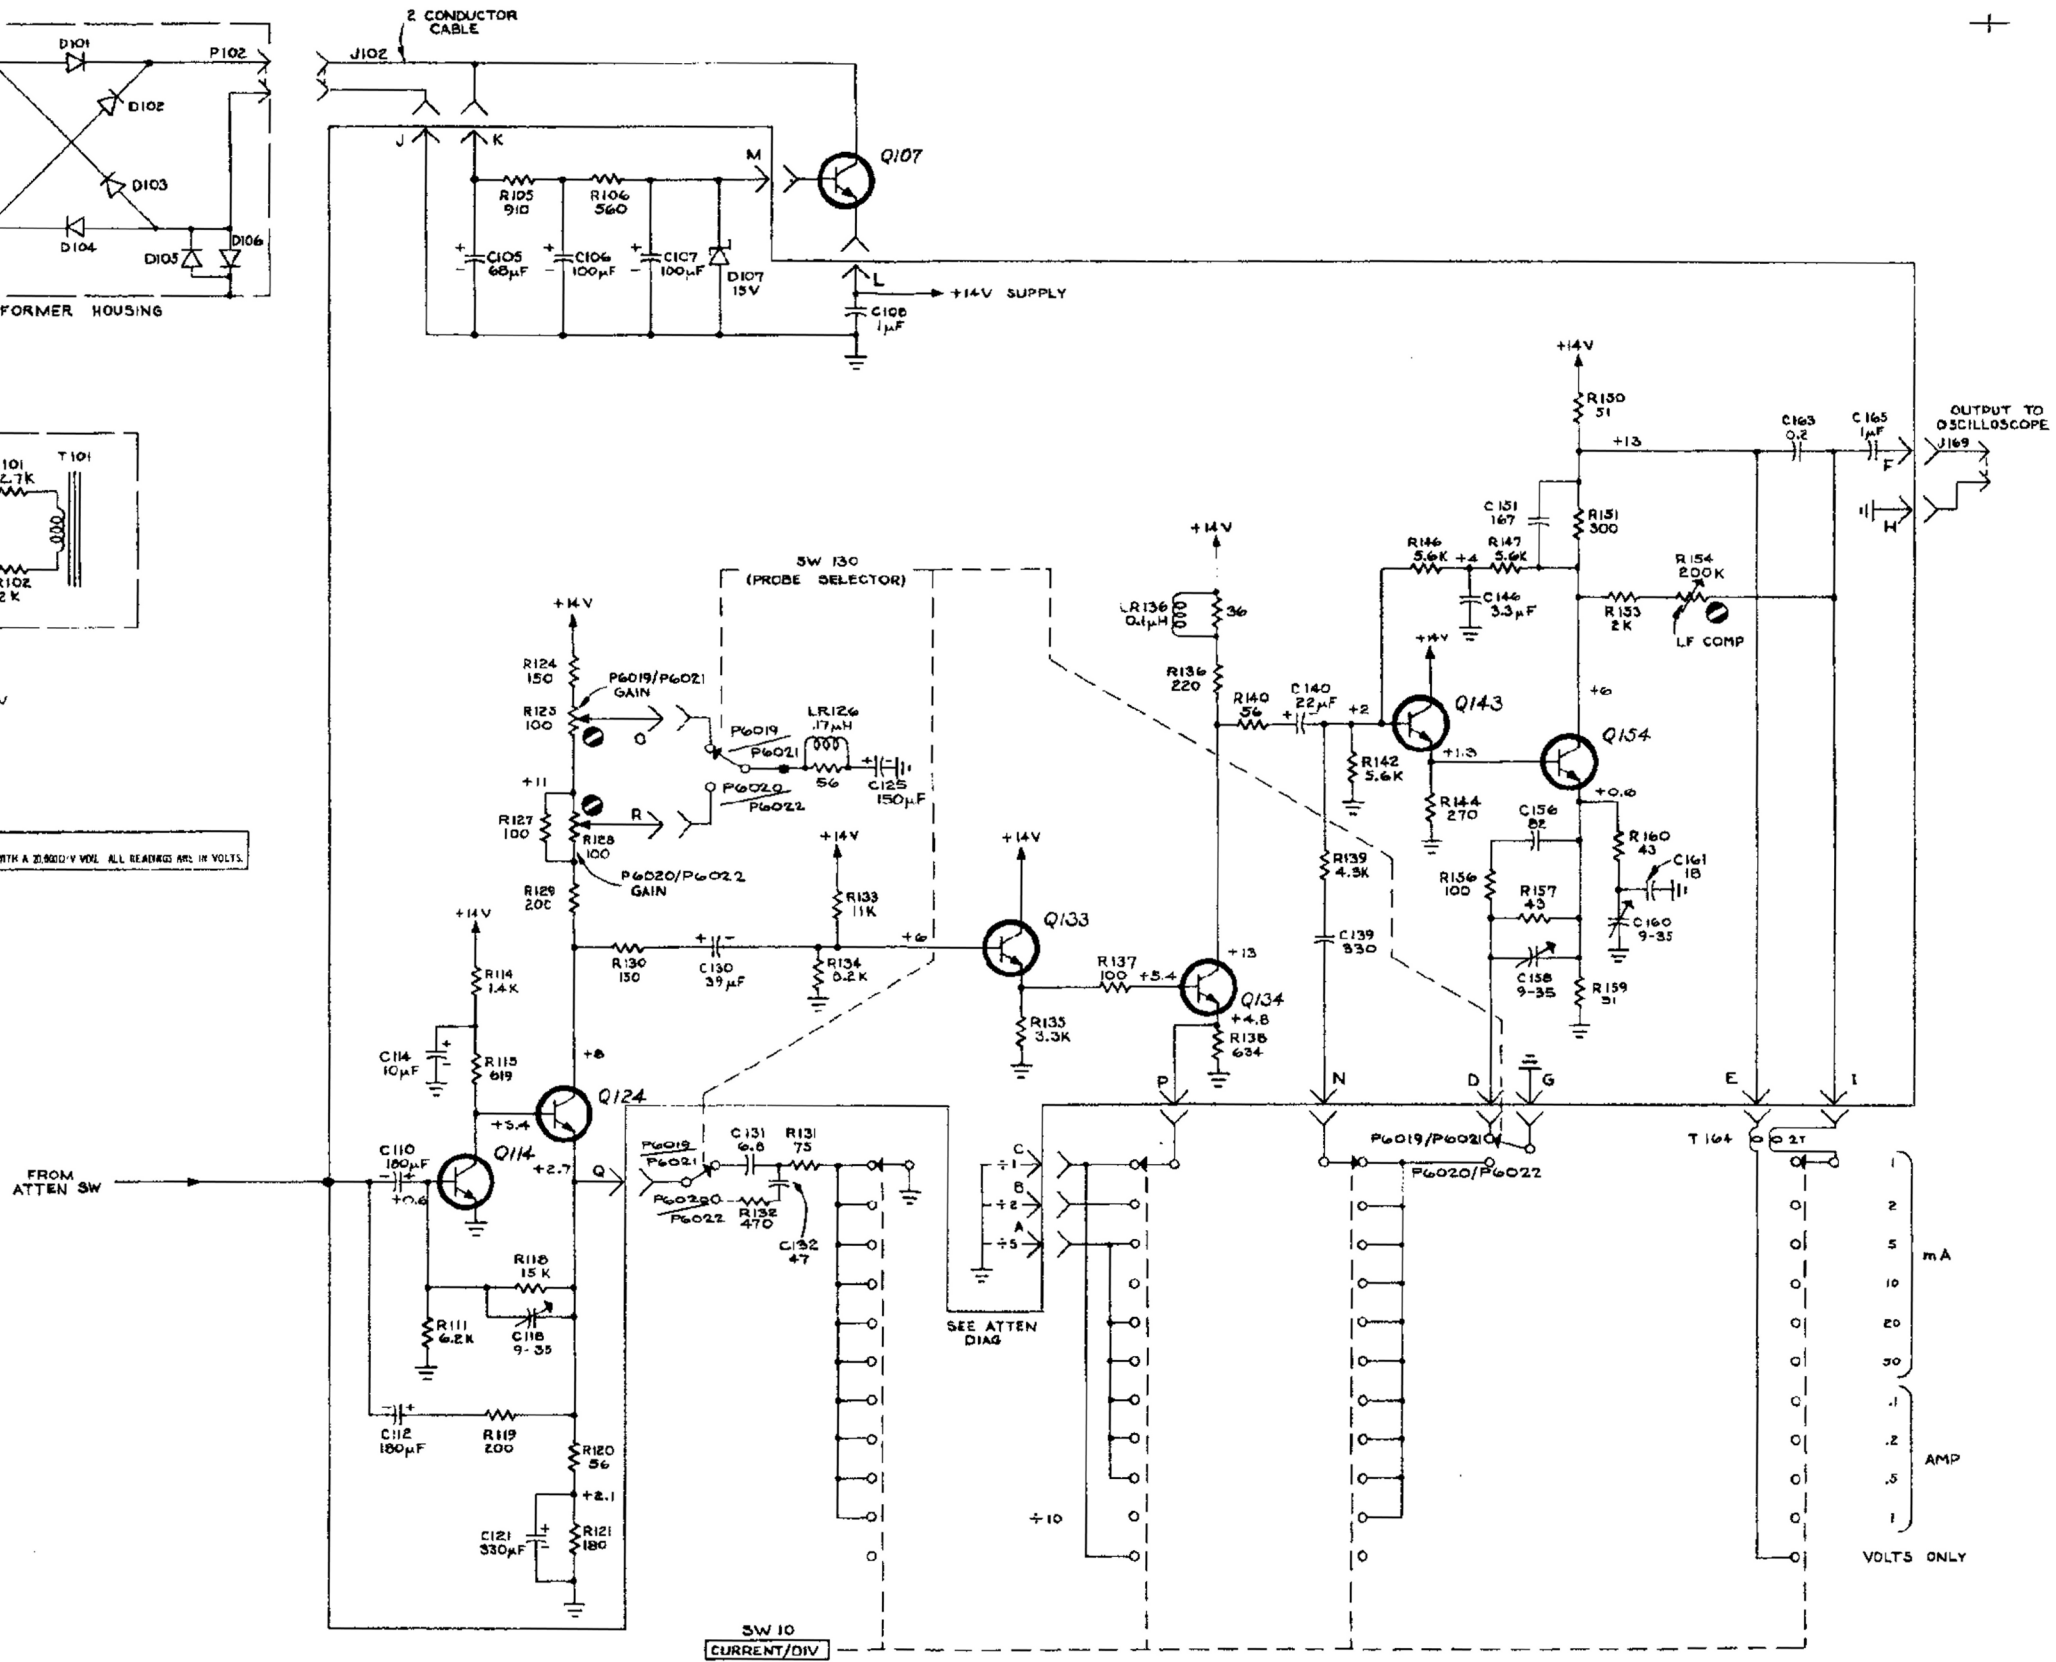 2 CONDUCTOR
CABLE
D101
P102
J102
D102
D103
D104
D105
D106
FORMER HOUSING
J
K
M
Q107
R105
910
R106
560
C105
68µF
C106
100µF
C107
100µF
D107
15V
L
+14V SUPPLY
C108
1µF
101
2.7K
T101
R102
2K
V
WITH A 20,000Ω/V VOM. ALL READINGS ARE IN VOLTS.
+14V
R150
51
+13
C163
0.2
C165
1µF
OUTPUT TO
OSCILLOSCOPE
J169
F
H
C151
167
R151
300
R146
5.6K
+4
R147
5.6K
C146
3.3µF
R154
200K
R153
2K
LF COMP
SW 130
(PROBE SELECTOR)
+14V
LR136
0.1µH
36
R136
220
R140
56
C140
22µF
+2
+14V
Q143
+1.3
+6
Q154
+0.6
R142
5.6K
R144
270
+14V
R124
150
P6019/P6021
GAIN
R123
100
O
P6019
P6021
LR126
.17µH
56
C125
150µF
+11
R127
100
R128
100
R
P6020
P6022
P6020/P6022
GAIN
R129
200
+14V
R133
11K
+14V
Q133
+6
R130
130
C130
39µF
R134
8.2K
R135
3.3K
R137
100
+5.4
+13
Q134
+4.8
R138
634
R139
4.3K
C139
330
C156
82
R156
100
R157
43
C158
9-35
R160
43
C161
18
C160
9-35
R159
51
+14V
R114
1.4K
C114
10µF
R115
619
+8
Q124
+3.4
Q114
+2.7
Q
FROM
ATTEN SW
C110
180µF
+0.6
R118
15K
C118
9-35
R111
6.2K
C112
180µF
R119
200
R120
56
+2.1
C121
330µF
R121
180
P6019
P6021
P6020
P6022
C131
6.8
R131
75
R132
470
C132
47
P
N
D
G
E
I
C
÷1
B
÷2
A
÷5
SEE ATTEN
DIAG
÷10
P6019/P6021
P6020/P6022
T164
2T
1
2
5
10
20
50
mA
.1
.2
.5
1
AMP
VOLTS ONLY
SW 10
CURRENT/DIV